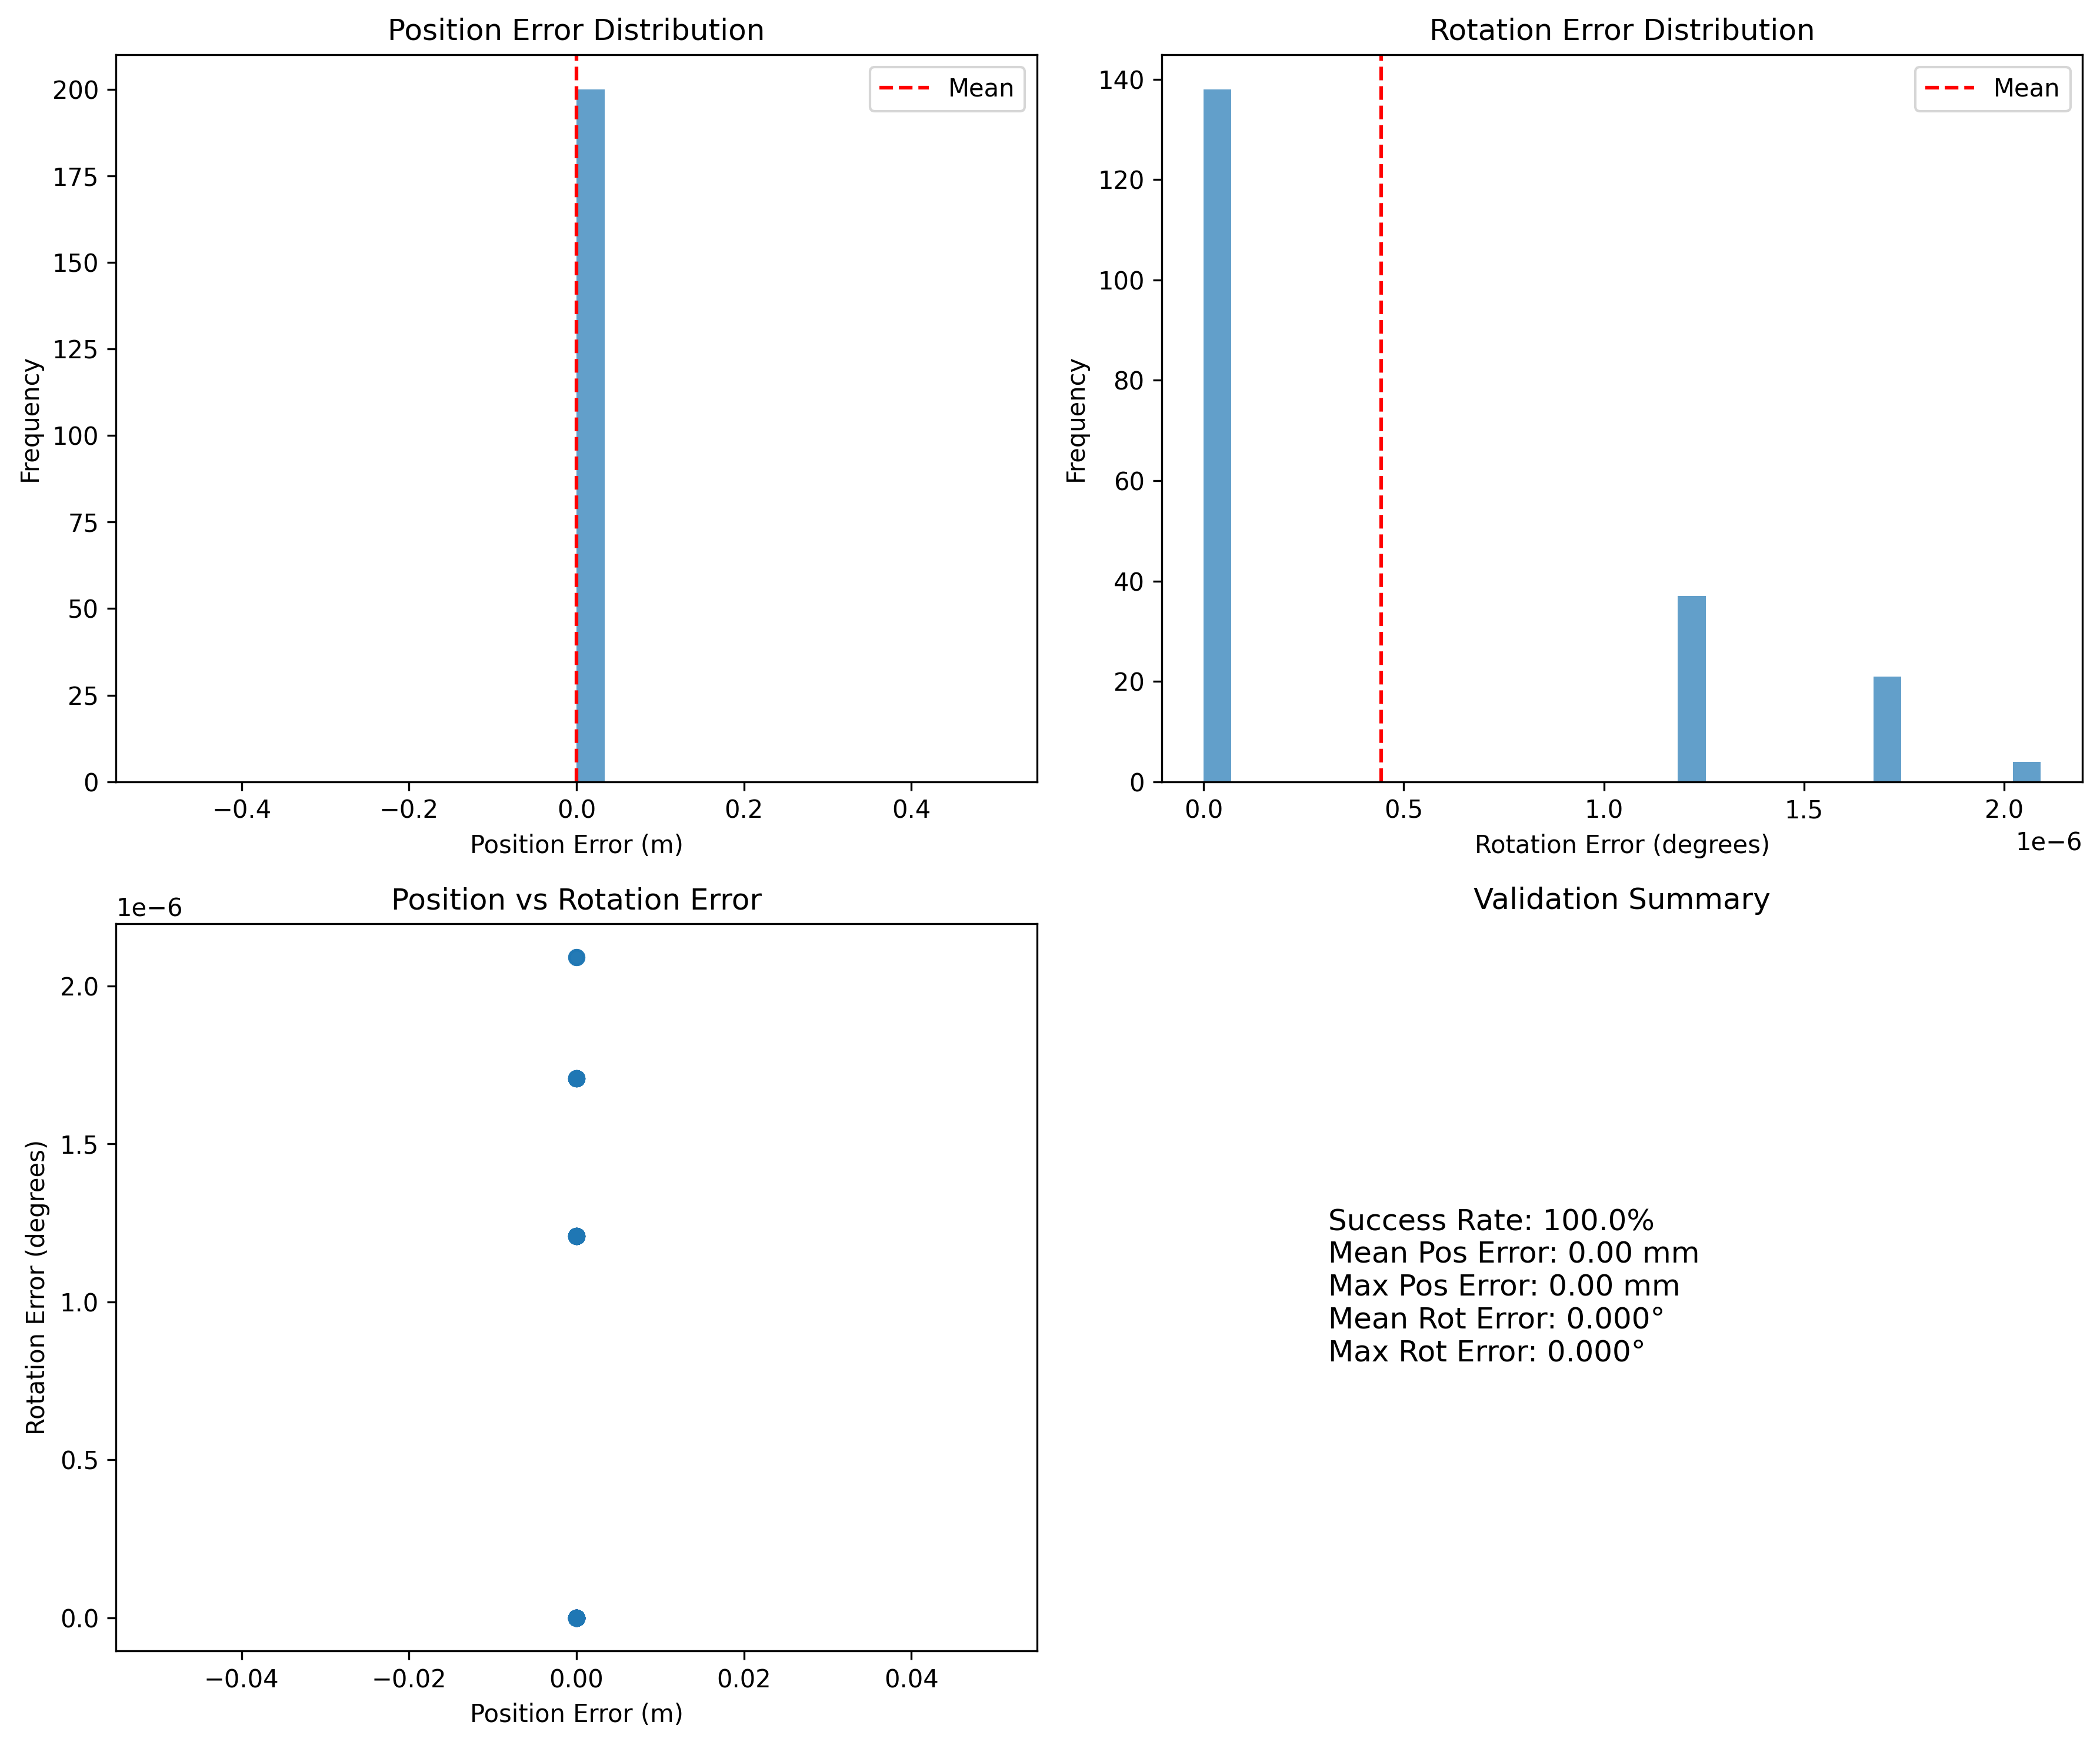 Position Error Distribution
200
175
150
125
100
75
50
25
0
Frequency
Mean
−0.4
−0.2
0.0
0.2
0.4
Position Error (m)
Rotation Error Distribution
140
120
100
80
60
40
20
0
Frequency
Mean
0.0
0.5
1.0
1.5
2.0
1e−6
Rotation Error (degrees)
Position vs Rotation Error
1e−6
2.0
1.5
1.0
0.5
0.0
Rotation Error (degrees)
−0.04
−0.02
0.00
0.02
0.04
Position Error (m)
Validation Summary
Success Rate: 100.0%
Mean Pos Error: 0.00 mm
Max Pos Error: 0.00 mm
Mean Rot Error: 0.000°
Max Rot Error: 0.000°